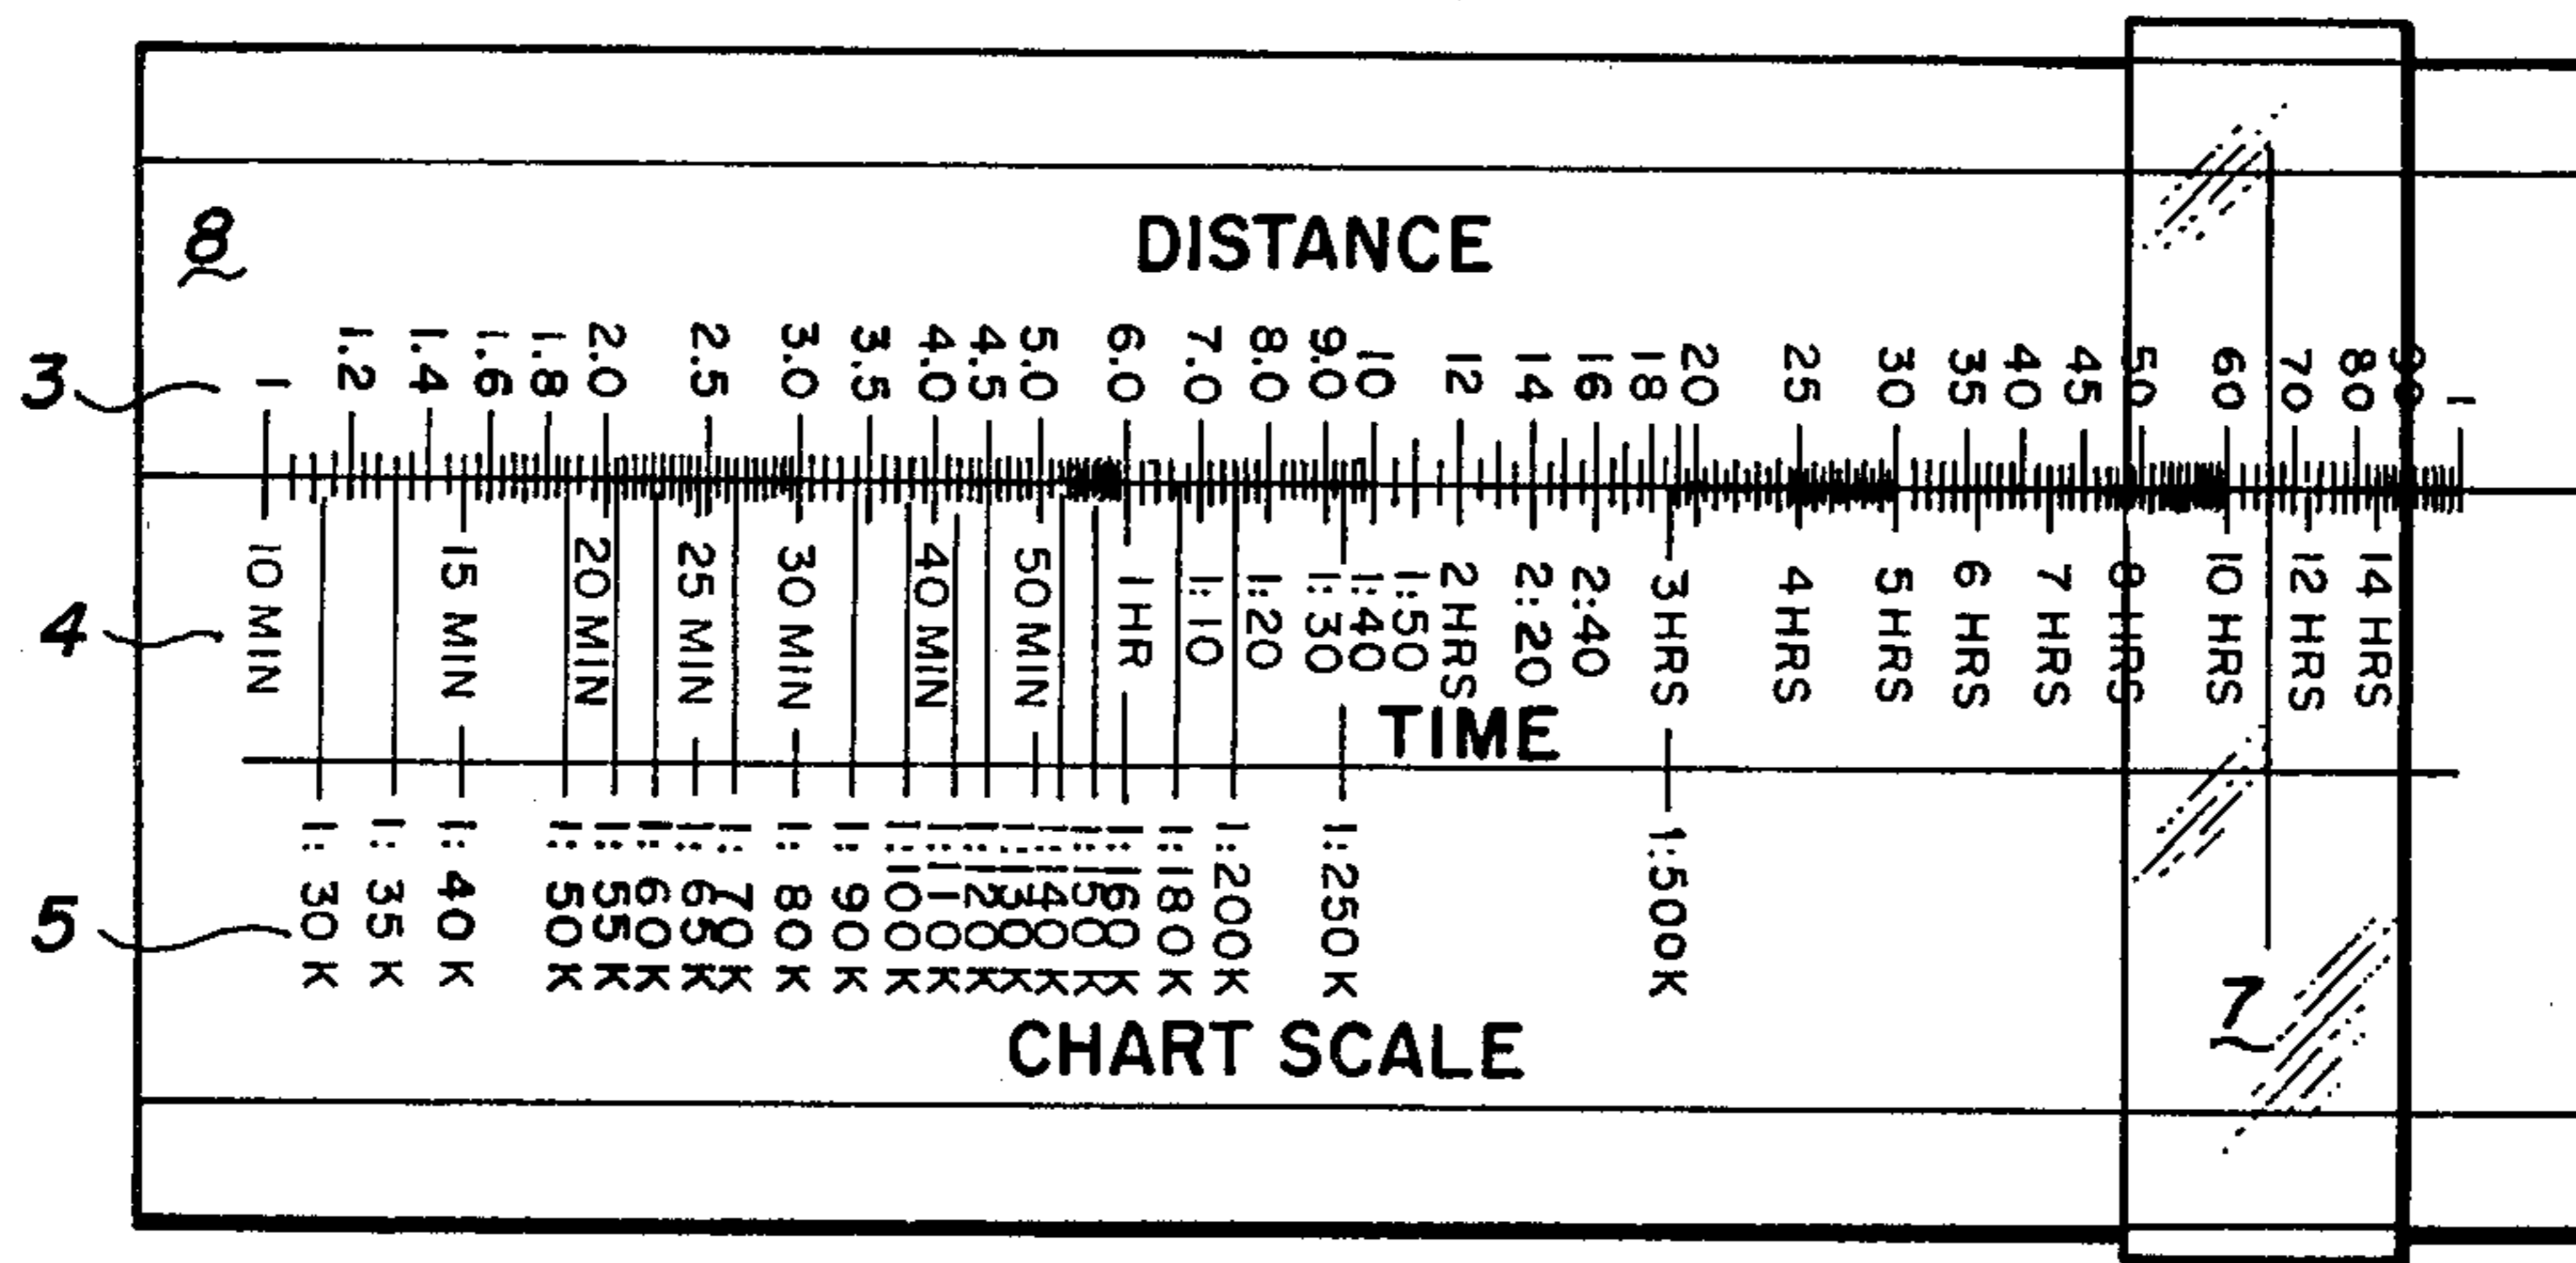 8
DISTANCE
3
1 1.2 1.4 1.6 1.8 2.0 2.5 3.0 3.5 4.0 4.5 5.0 6.0 7.0 8.0 9.0 10 12 14 16 18 20 25 30 35 40 45 50 60 70 80 90 1
4
10 MIN 15 MIN 20 MIN 25 MIN 30 MIN 40 MIN 50 MIN 1 HR 1:10 1:20 1:30 1:40 1:50 2 HRS 2:20 2:40 3HRS 4HRS 5HRS 6 HRS 7 HRS 8 HRS 10 HRS 12 HRS 14 HRS
TIME
5
1:30K 1:35K 1:40K 1:50K 1:55K 1:60K 1:65K 1:70K 1:80K 1:90K 1:100K 1:110K 1:120K 1:130K 1:140K 1:150K 1:160K 1:180K 1:200K 1:250K 1:500K
7
CHART SCALE